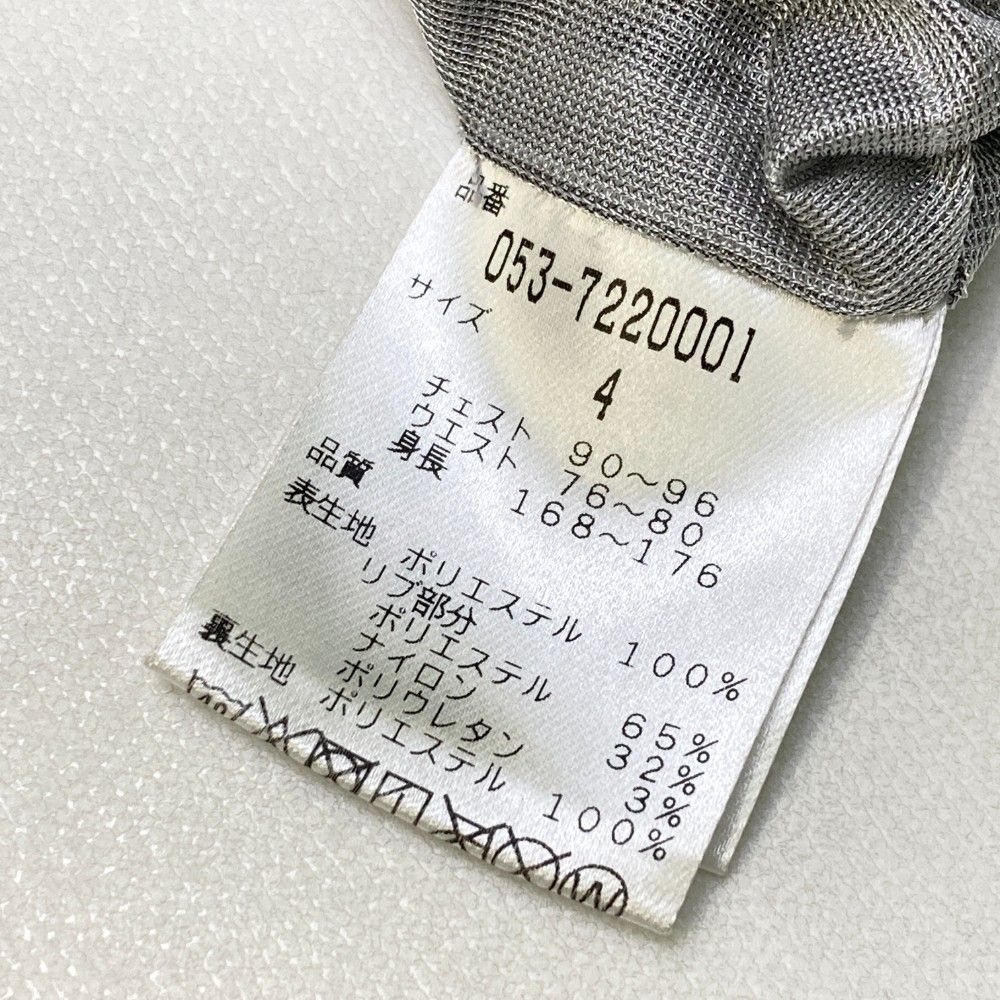 品番
053-7220001
サイズ
4
チェスト 90～96
ウエスト 76～80
身長 168～176
品質
表生地 ポリエステル 100%
リブ部分
ポリエステル 65%
ナイロン 32%
ポリウレタン 3%
裏生地 ポリエステル 100%
40
W